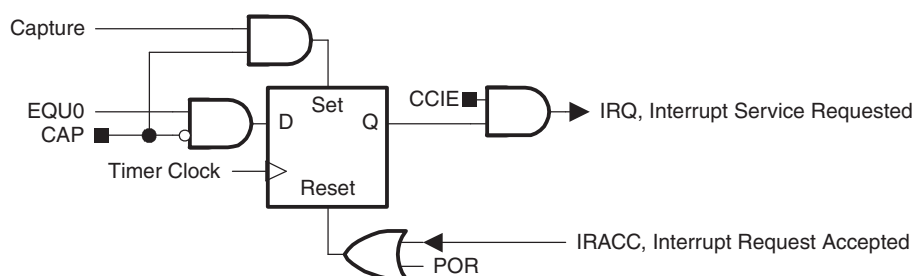 Capture
EQU0
CAP
Timer Clock
Set
D
Q
Reset
CCIE
IRQ, Interrupt Service Requested
IRACC, Interrupt Request Accepted
POR